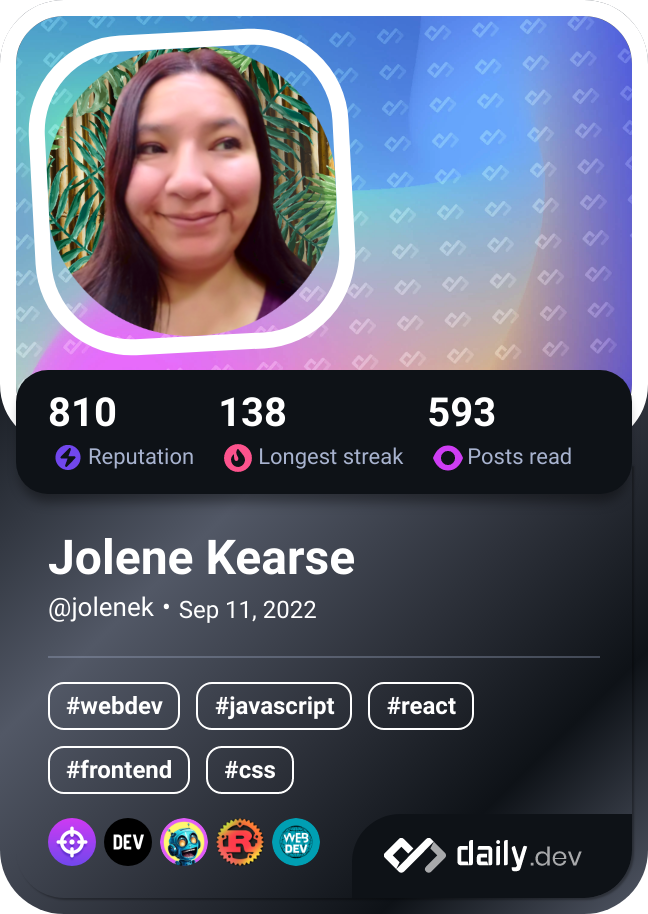 810 138 593
Reputation Longest streak Posts read
Jolene Kearse
@jolenek • Sep 11, 2022
#webdev #javascript #react
#frontend #css
DEV R WEB DEV
daily.dev